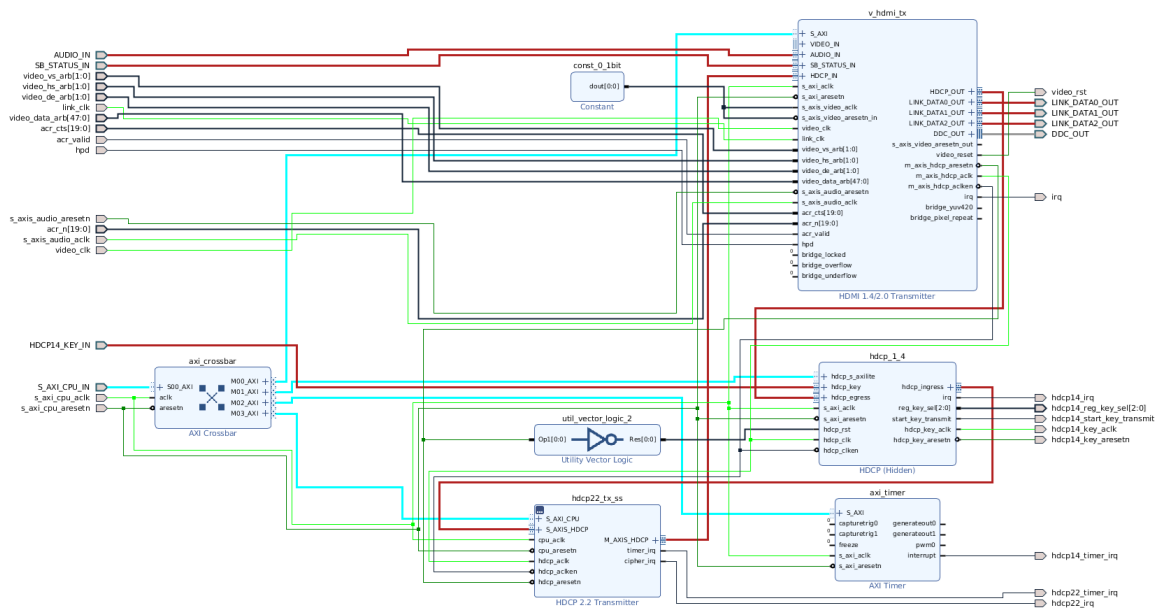 v_hdmi_tx
S_AXI
VIDEO_IN
AUDIO_IN
SB_STATUS_IN
HDCP_IN
s_axi_aclk
s_axi_aresetn
s_axis_video_aclk
s_axis_video_aresetn_in
video_clk
link_clk
video_vs_arb[1:0]
video_hs_arb[1:0]
video_de_arb[1:0]
video_data_arb[47:0]
s_axis_audio_aresetn
s_axis_audio_aclk
acr_cts[19:0]
acr_n[19:0]
acr_valid
hpd
0 bridge_locked
0 bridge_overflow
0 bridge_underflow
HDCP_OUT
LINK_DATA0_OUT
LINK_DATA1_OUT
LINK_DATA2_OUT
DDC_OUT
s_axis_video_aresetn_out
video_reset
m_axis_hdcp_aresetn
m_axis_hdcp_aclk
m_axis_hdcp_aclken
irq
bridge_yuv420
bridge_pixel_repeat
HDMI 1.4/2.0 Transmitter
AUDIO_IN
SB_STATUS_IN
video_vs_arb[1:0]
video_hs_arb[1:0]
video_de_arb[1:0]
link_clk
video_data_arb[47:0]
acr_cts[19:0]
acr_valid
hpd
s_axis_audio_aresetn
acr_n[19:0]
s_axis_audio_aclk
video_clk
HDCP14_KEY_IN
S_AXI_CPU_IN
s_axi_cpu_aclk
s_axi_cpu_aresetn
const_0_1bit
dout[0:0]
Constant
video_rst
LINK_DATA0_OUT
LINK_DATA1_OUT
LINK_DATA2_OUT
DDC_OUT
irq
axi_crossbar
S00_AXI
aclk
aresetn
M00_AXI
M01_AXI
M02_AXI
M03_AXI
AXI Crossbar
util_vector_logic_2
Op1[0:0]
Res[0:0]
Utility Vector Logic
hdcp_1_4
hdcp_s_axilite
hdcp_key
hdcp_egress
s_axi_aclk
s_axi_aresetn
hdcp_rst
hdcp_clk
hdcp_clken
hdcp_ingress
irq
reg_key_sel[2:0]
start_key_transmit
hdcp_key_aclk
hdcp_key_aresetn
HDCP (Hidden)
hdcp14_irq
hdcp14_reg_key_sel[2:0]
hdcp14_start_key_transmit
hdcp14_key_aclk
hdcp14_key_aresetn
hdcp22_tx_ss
S_AXI_CPU
S_AXIS_HDCP
cpu_aclk
cpu_aresetn
hdcp_aclk
hdcp_aclken
hdcp_aresetn
M_AXIS_HDCP
timer_irq
cipher_irq
HDCP 2.2 Transmitter
axi_timer
S_AXI
0 capturetrig0
0 capturetrig1
0 freeze
s_axi_aclk
s_axi_aresetn
generateout0
generateout1
pwm0
interrupt
AXI Timer
hdcp14_timer_irq
hdcp22_timer_irq
hdcp22_irq